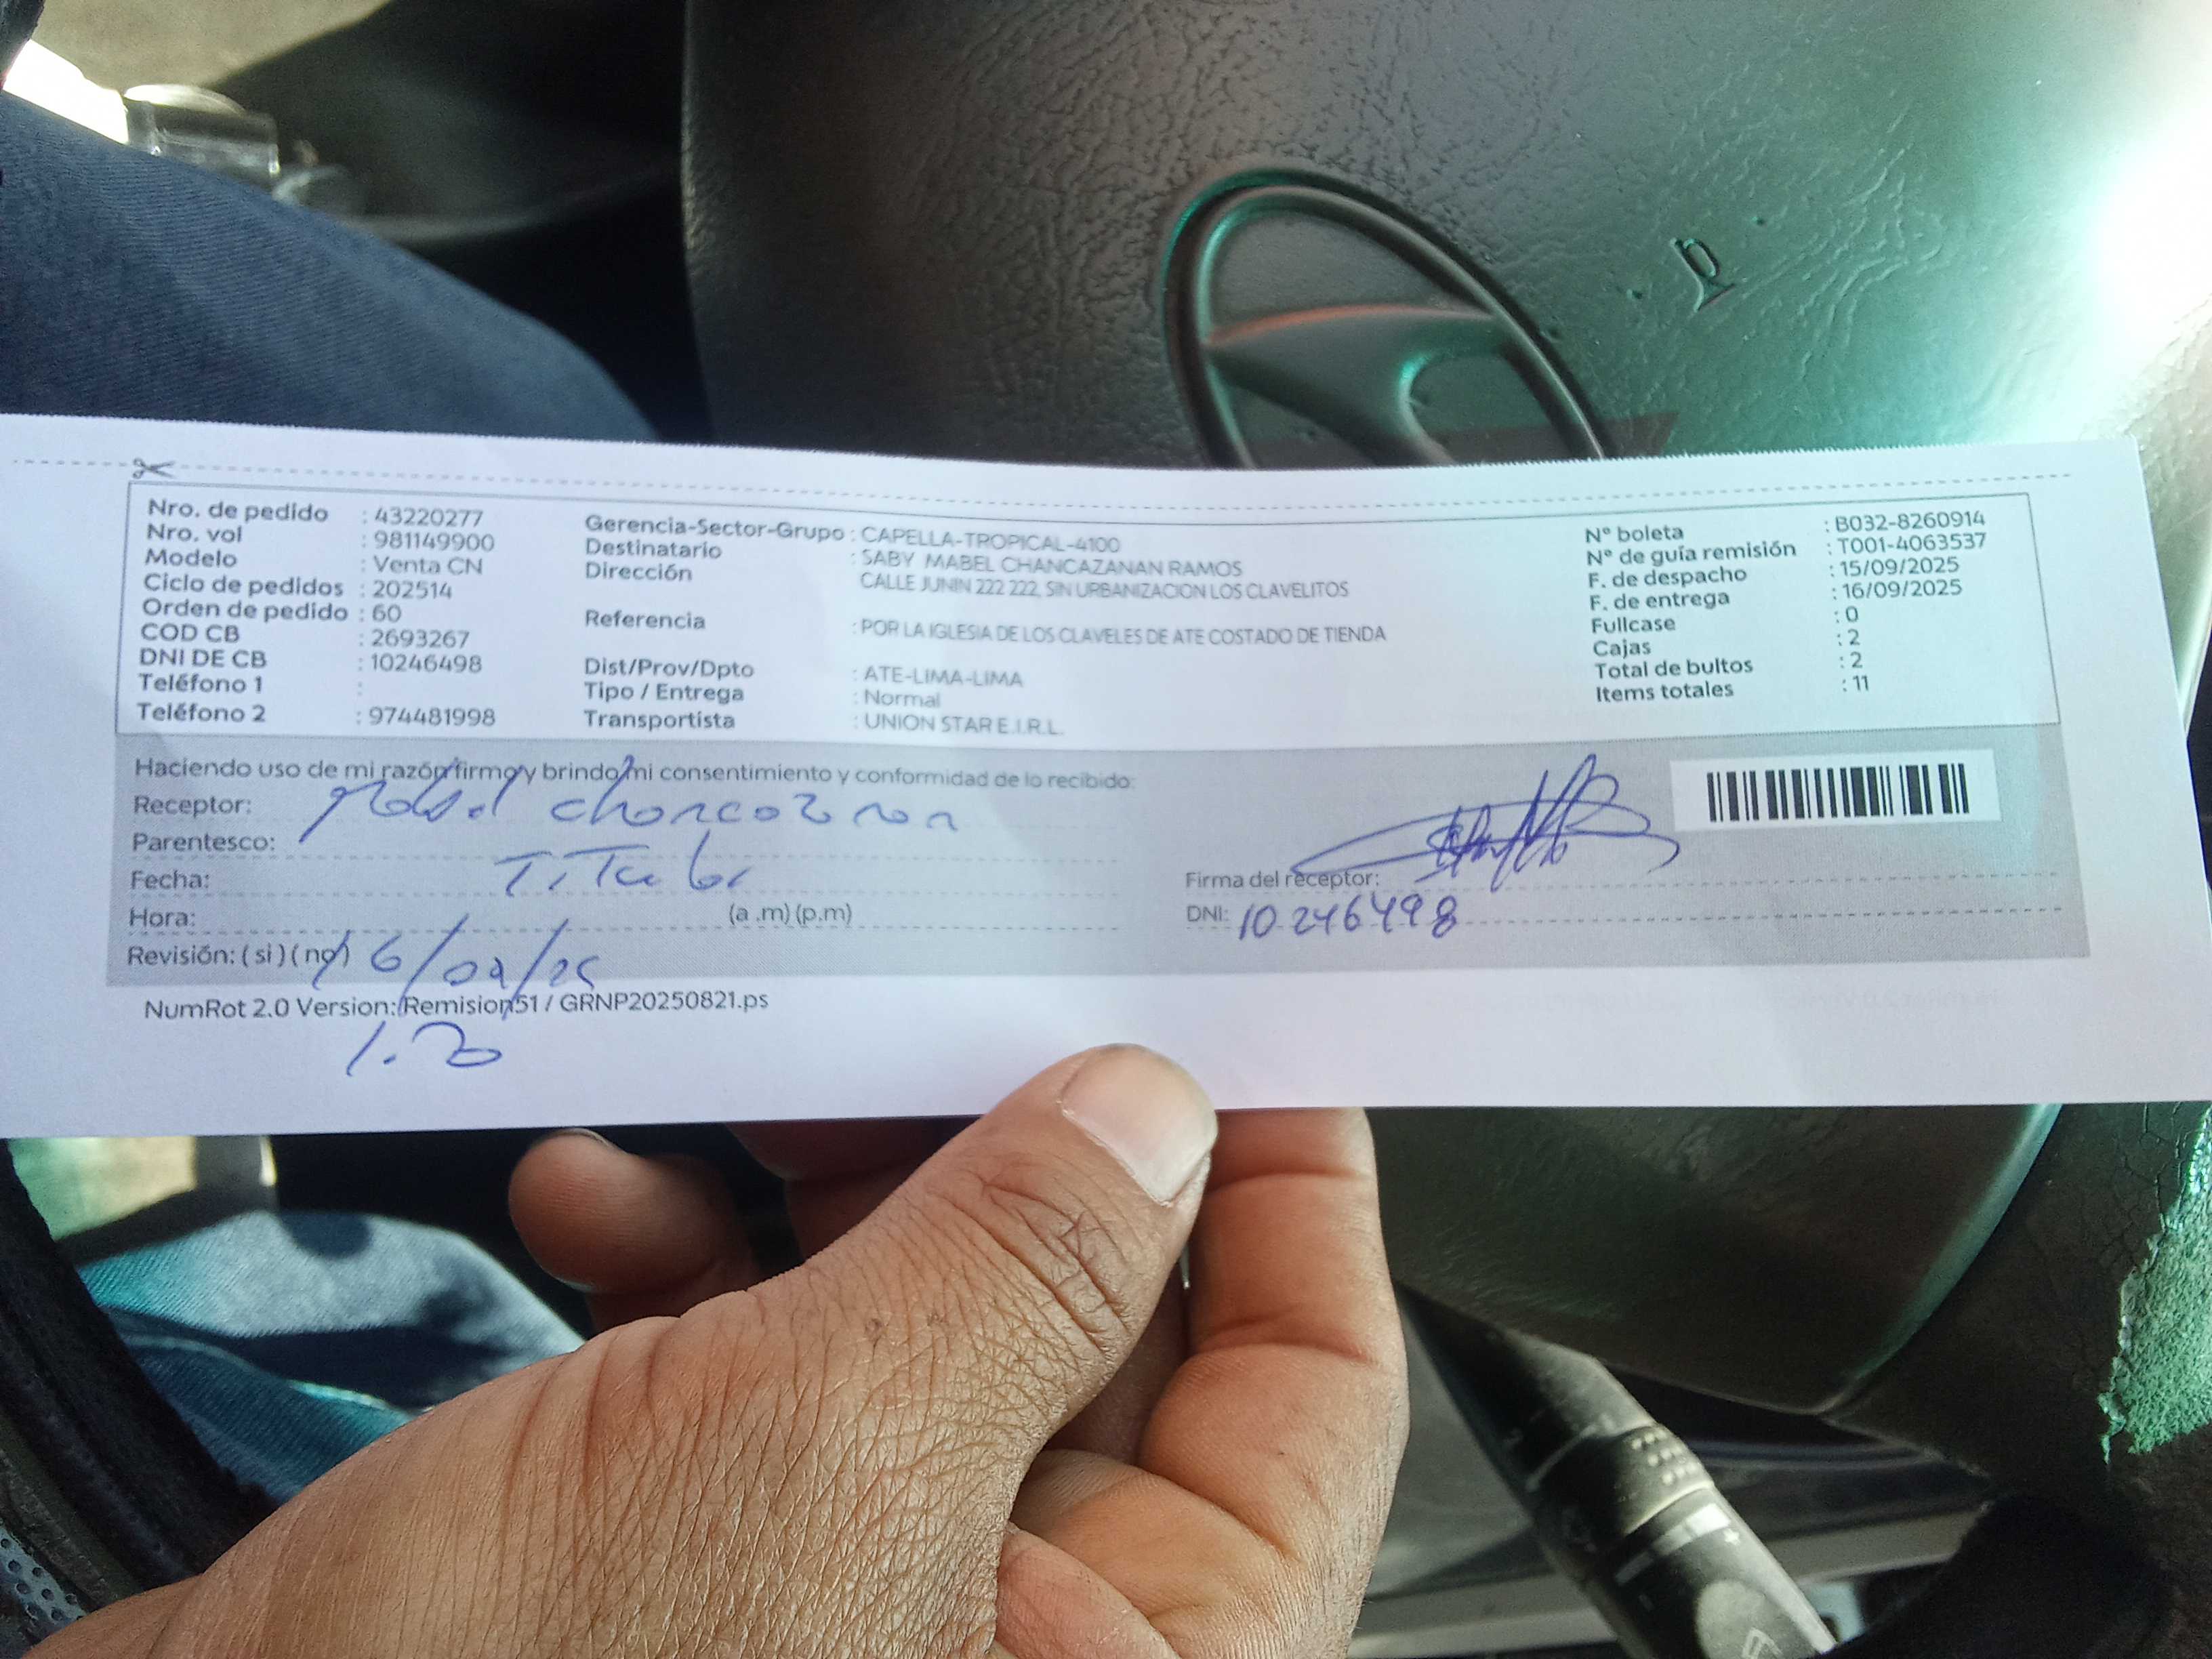 Nro. de pedido : 43220277
Nro. vol : 981149900
Modelo : Venta CN
Ciclo de pedidos : 202514
Orden de pedido : 60
COD CB : 2693267
DNI DE CB : 10246498
Teléfono 1 :
Teléfono 2 : 974481998
Gerencia-Sector-Grupo : CAPELLA-TROPICAL-4100
Destinatario : SABY MABEL CHANCAZANAN RAMOS
Dirección CALLE JUNIN 222 222, SIN URBANIZACION LOS CLAVELITOS
Referencia : POR LA IGLESIA DE LOS CLAVELES DE ATE COSTADO DE TIENDA
Dist/Prov/Dpto : ATE-LIMA-LIMA
Tipo / Entrega : Normal
Transportista : UNION STAR E.I.R.L.
N° boleta : B032-8260914
N° de guía remisión : T001-4063537
F. de despacho : 15/09/2025
F. de entrega : 16/09/2025
Fullcase : 0
Cajas : 2
Total de bultos : 2
Items totales : 11
Haciendo uso de mi razón firmo y brindo mi consentimiento y conformidad de lo recibido:
Receptor:
Parentesco: Titular
Fecha:
Hora: (a .m) (p.m)
Revisión: ( si ) ( no ) 16/09/25
Firma del receptor:
DNI: 10246498
NumRot 2.0 Version: Remision51 / GRNP20250821.ps